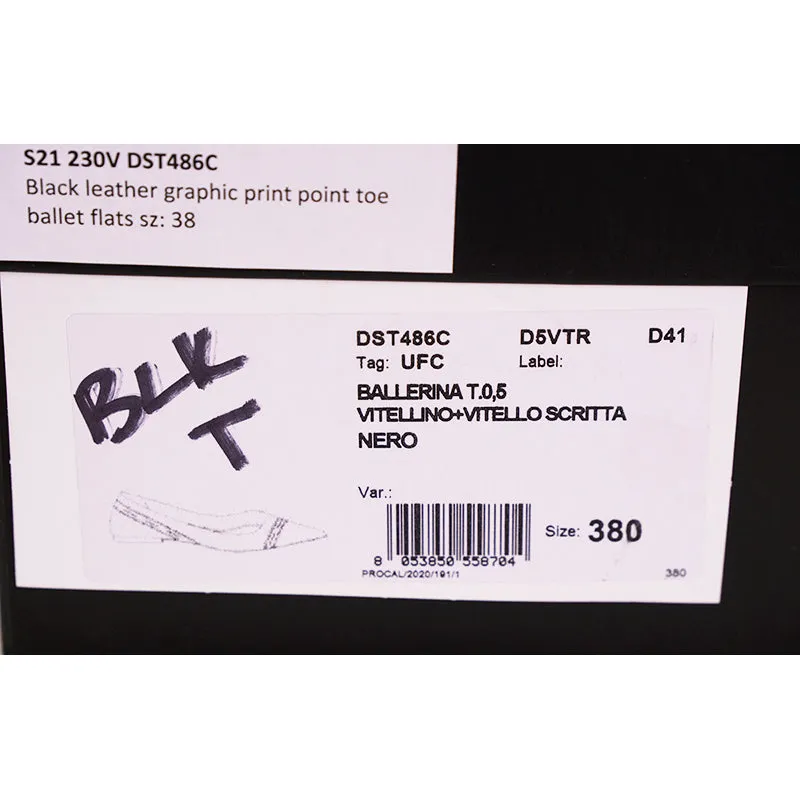 S21 230V DST486C
Black leather graphic print point toe
ballet flats sz: 38
BLK
T
DST486C D5VTR D41
Tag: UFC Label:
BALLERINA T.0,5
VITELLINO+VITELLO SCRITTA
NERO
Var.:
Size: 380
8 053850 558704
PROCAL/2020/191/1
380